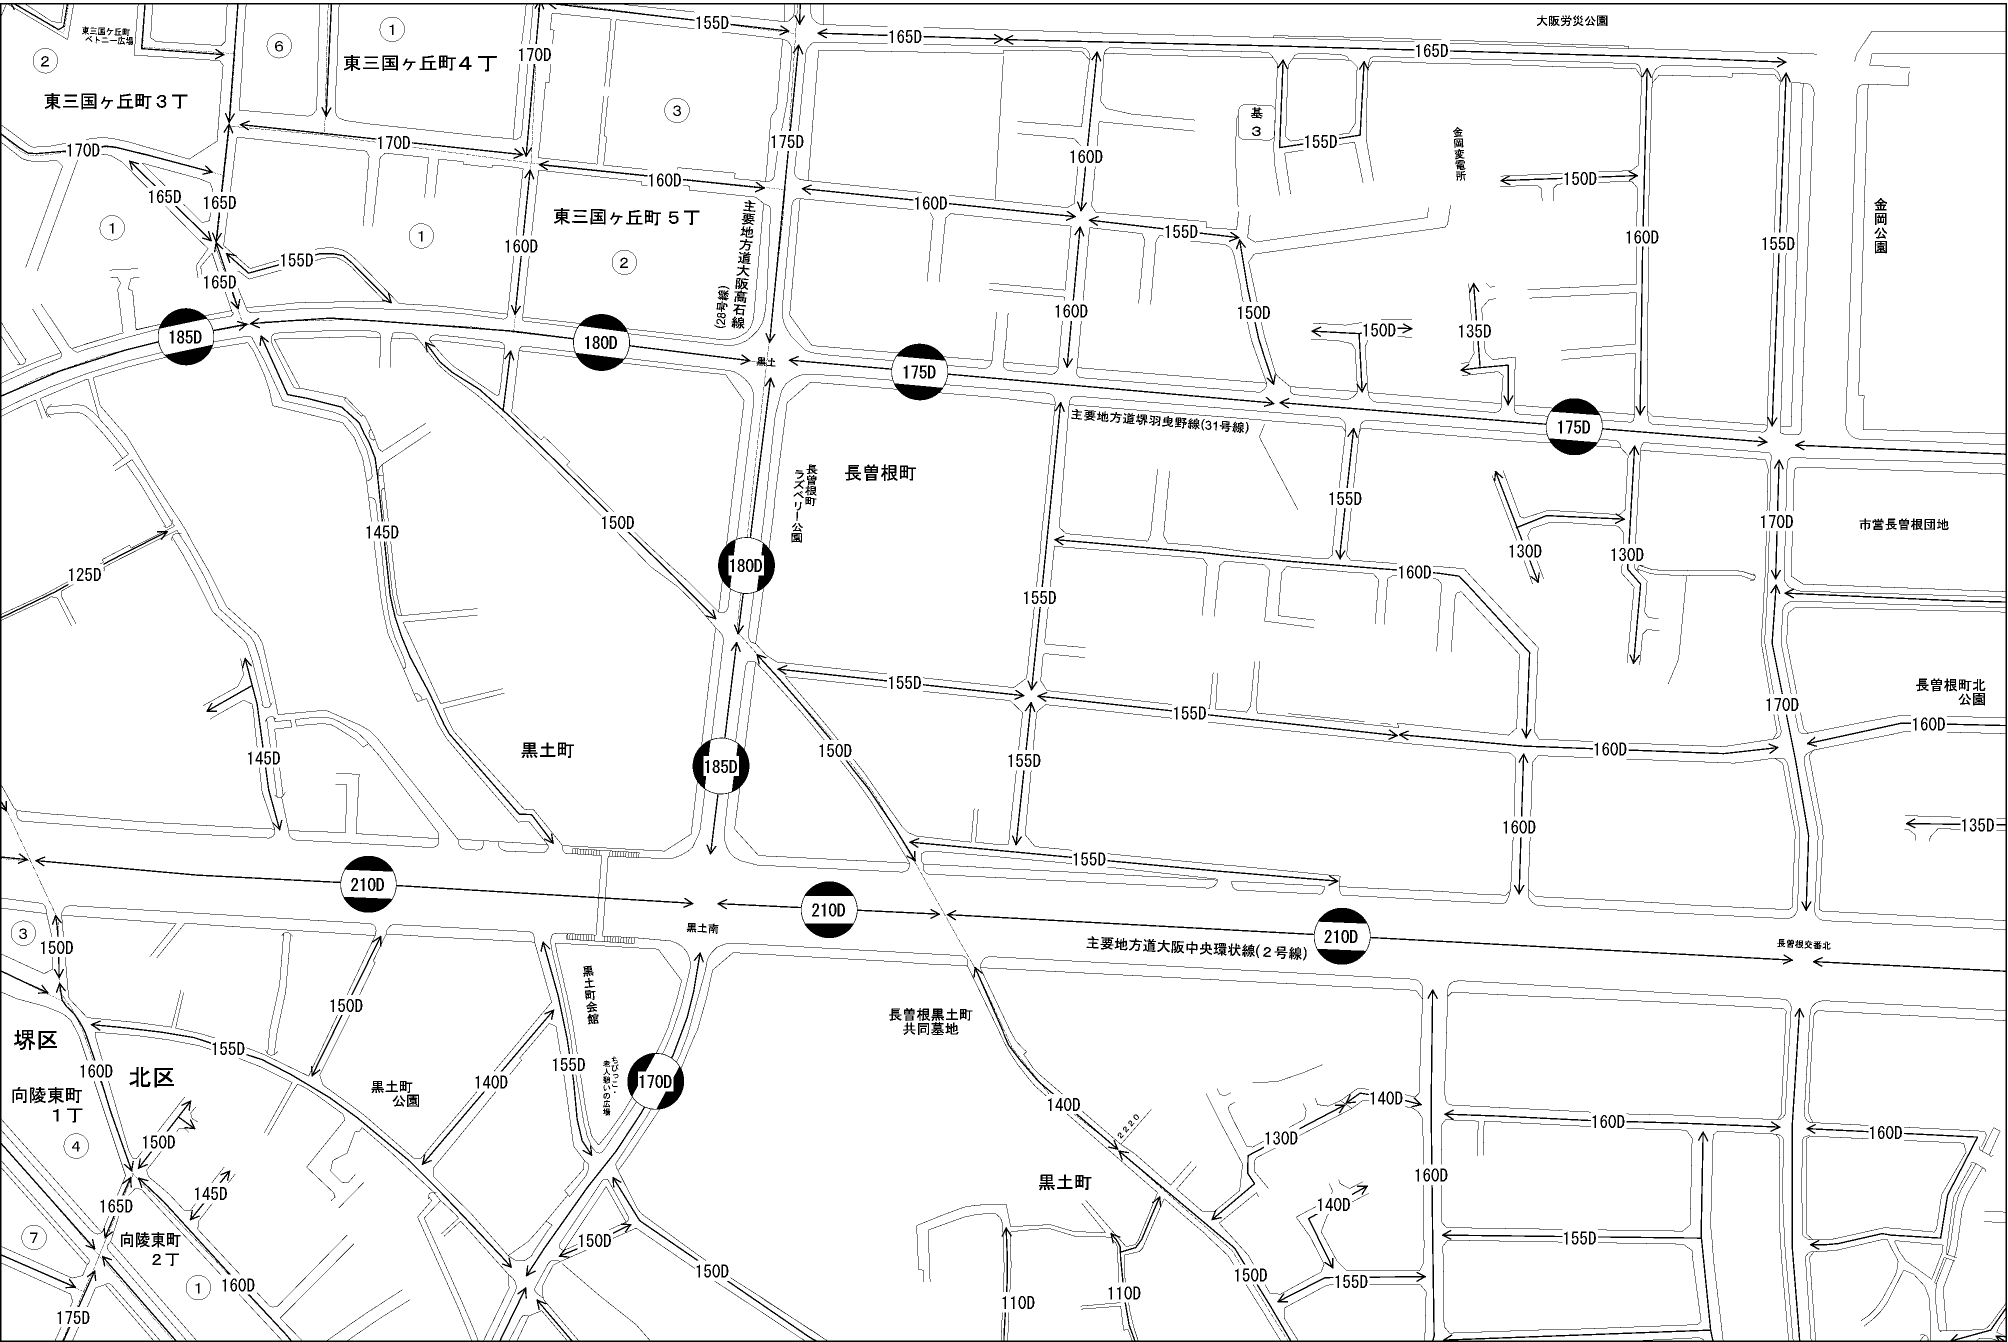 大阪労災公園
155D
165D
165D
東三国ヶ丘町
ペトニー広場
1
6
2
170D
東三国ヶ丘町4丁
東三国ヶ丘町3丁
3
基
3
175D
170D
155D
170D
160D
金岡変電所
160D
150D
165D
165D
160D
東三国ヶ丘町5丁
主要地方道大阪高石線
(28号線)
金岡公園
1
1
155D
160D
155D
160D
2
155D
165D
160D
150D
150D
135D
185D
180D
黒土
175D
主要地方道堺羽曳野線(31号線)
175D
長曽根町
長曽根町
ラズベリー公園
155D
150D
145D
170D
市営長曽根団地
130D
130D
180D
125D
160D
155D
155D
長曽根町北
公園
170D
155D
160D
黒土町
150D
160D
145D
155D
185D
135D
160D
155D
210D
210D
210D
黒土南
3
150D
主要地方道大阪中央環状線(2号線)
長曽根交番北
黒土町会館
150D
長曽根黒土町
共同墓地
堺区
155D
155D
160D
北区
ちびっこ・
老人憩いの広場
170D
140D
黒土町
公園
向陵東町
1丁
140D
140D
2220
160D
160D
4
150D
130D
160D
黒土町
145D
165D
140D
7
向陵東町
2丁
150D
155D
150D
150D
155D
1
160D
110D
110D
175D